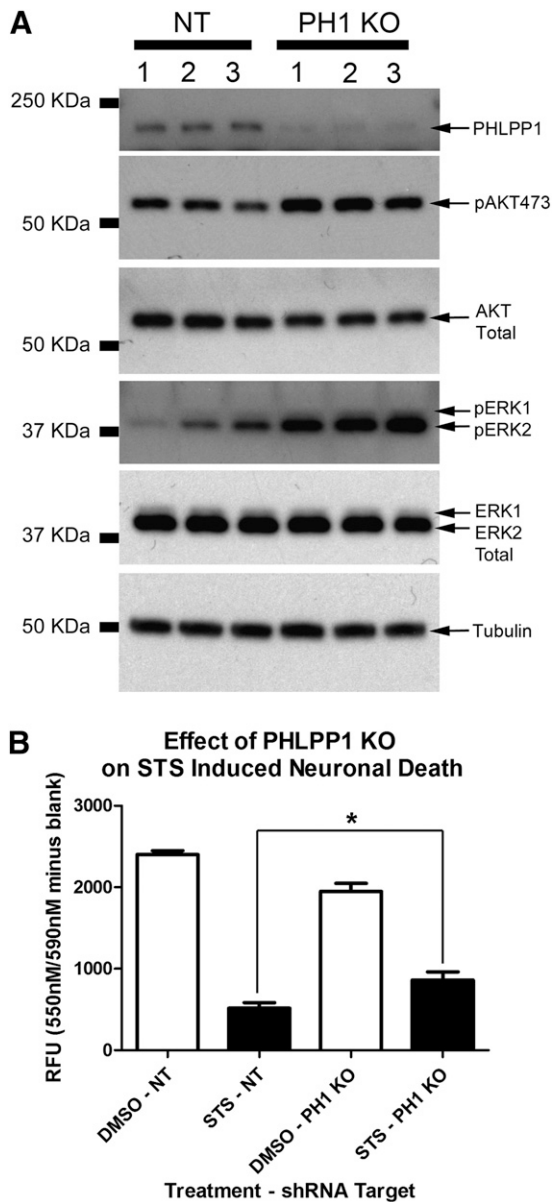 A
NT PH1 KO
1 2 3 1 2 3
250 KDa
PHLPP1
pAKT473
50 KDa
AKT
Total
50 KDa
pERK1
37 KDa pERK2
ERK1
ERK2
37 KDa
Total
50 KDa Tubulin
B
Effect of PHLPP1 KO
on STS Induced Neuronal Death
RFU (550nM/590nM minus blank)
3000
2000
1000
0
*
DMSO - NT
STS - NT
DMSO - PH1 KO
STS - PH1 KO
Treatment - shRNA Target